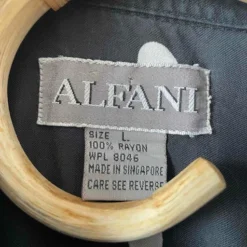 ALFANI
SIZE L
100% RAYON
WPL 8046
MADE IN SINGAPORE
CARE SEE REVERSE